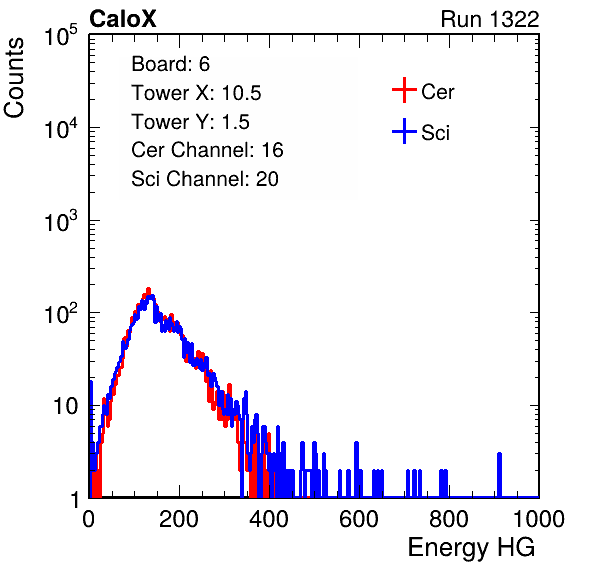 CaloX Run 1322
Counts
10^5
10^4
10^3
10^2
10
1
Board: 6
Tower X: 10.5
Tower Y: 1.5
Cer Channel: 16
Sci Channel: 20
Cer
Sci
0 200 400 600 800 1000
Energy HG